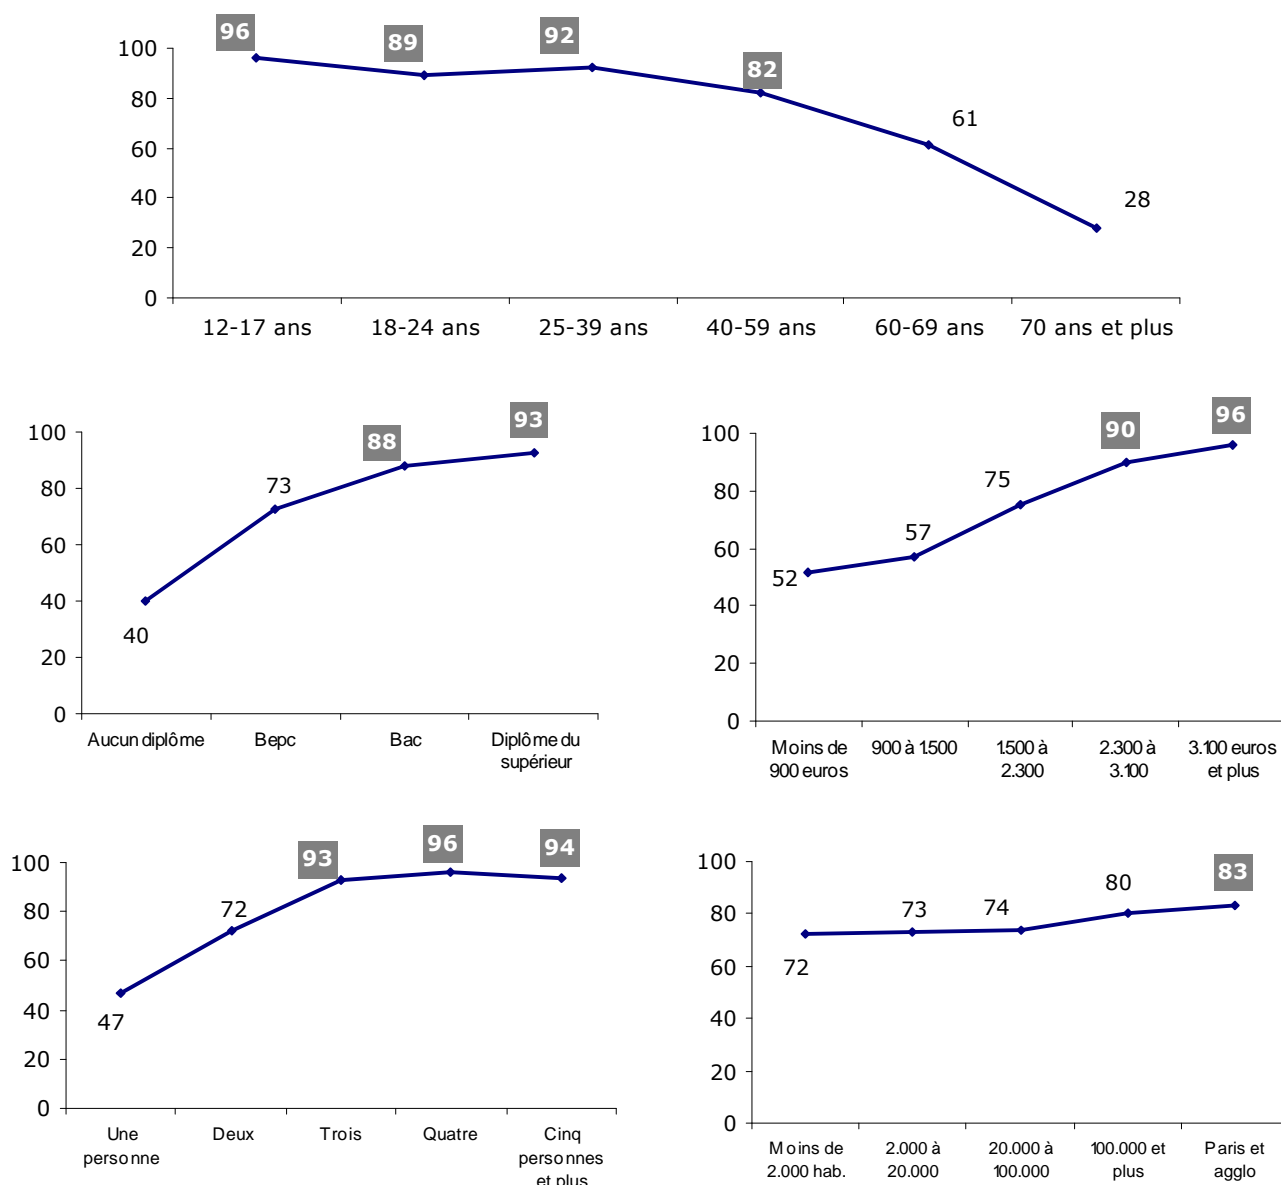 96
89
92
82
61
28
100
80
60
40
20
0
12-17 ans
18-24 ans
25-39 ans
40-59 ans
60-69 ans
70 ans et plus
93
88
73
40
100
80
60
40
20
0
Aucun diplôme
Bepc
Bac
Diplôme du
supérieur
96
90
75
57
52
100
80
60
40
20
0
Moins de
900 euros
900 à 1.500
1.500 à
2.300
2.300 à
3.100
3.100 euros
et plus
93
96
94
72
47
100
80
60
40
20
0
Une
personne
Deux
Trois
Quatre
Cinq
personnes
et plus
83
80
74
73
72
100
80
60
40
20
0
Moins de
2.000 hab.
2.000 à
20.000
20.000 à
100.000
100.000 et
plus
Paris et
agglo